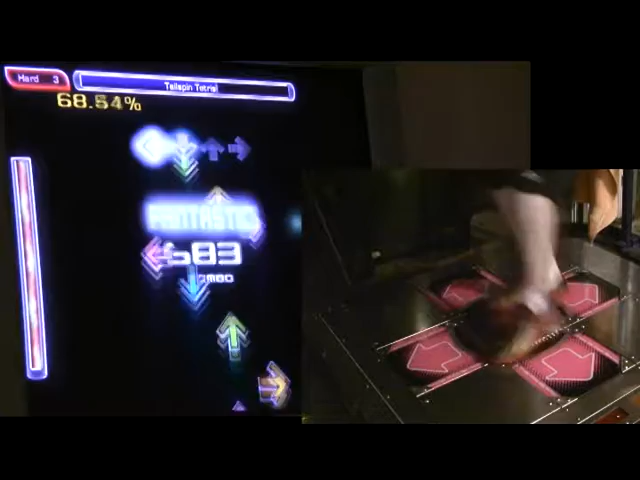 Hard 3
Tailspin Tetris!
68.54%
FANTASTIC
583
COMBO